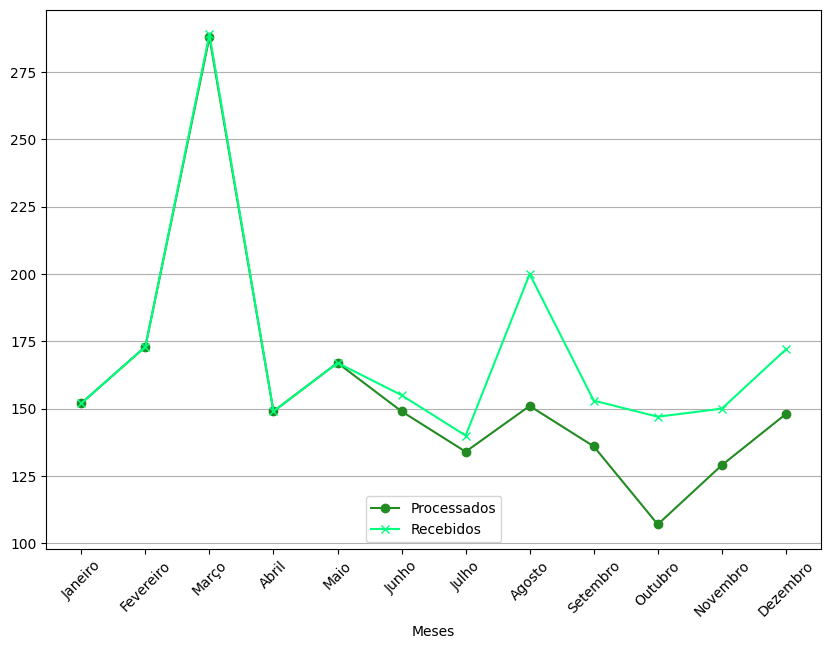 275
250
225
200
175
150
125
100
Processados
Recebidos
Janeiro
Fevereiro
Março
Abril
Maio
Junho
Julho
Agosto
Setembro
Outubro
Novembro
Dezembro
Meses